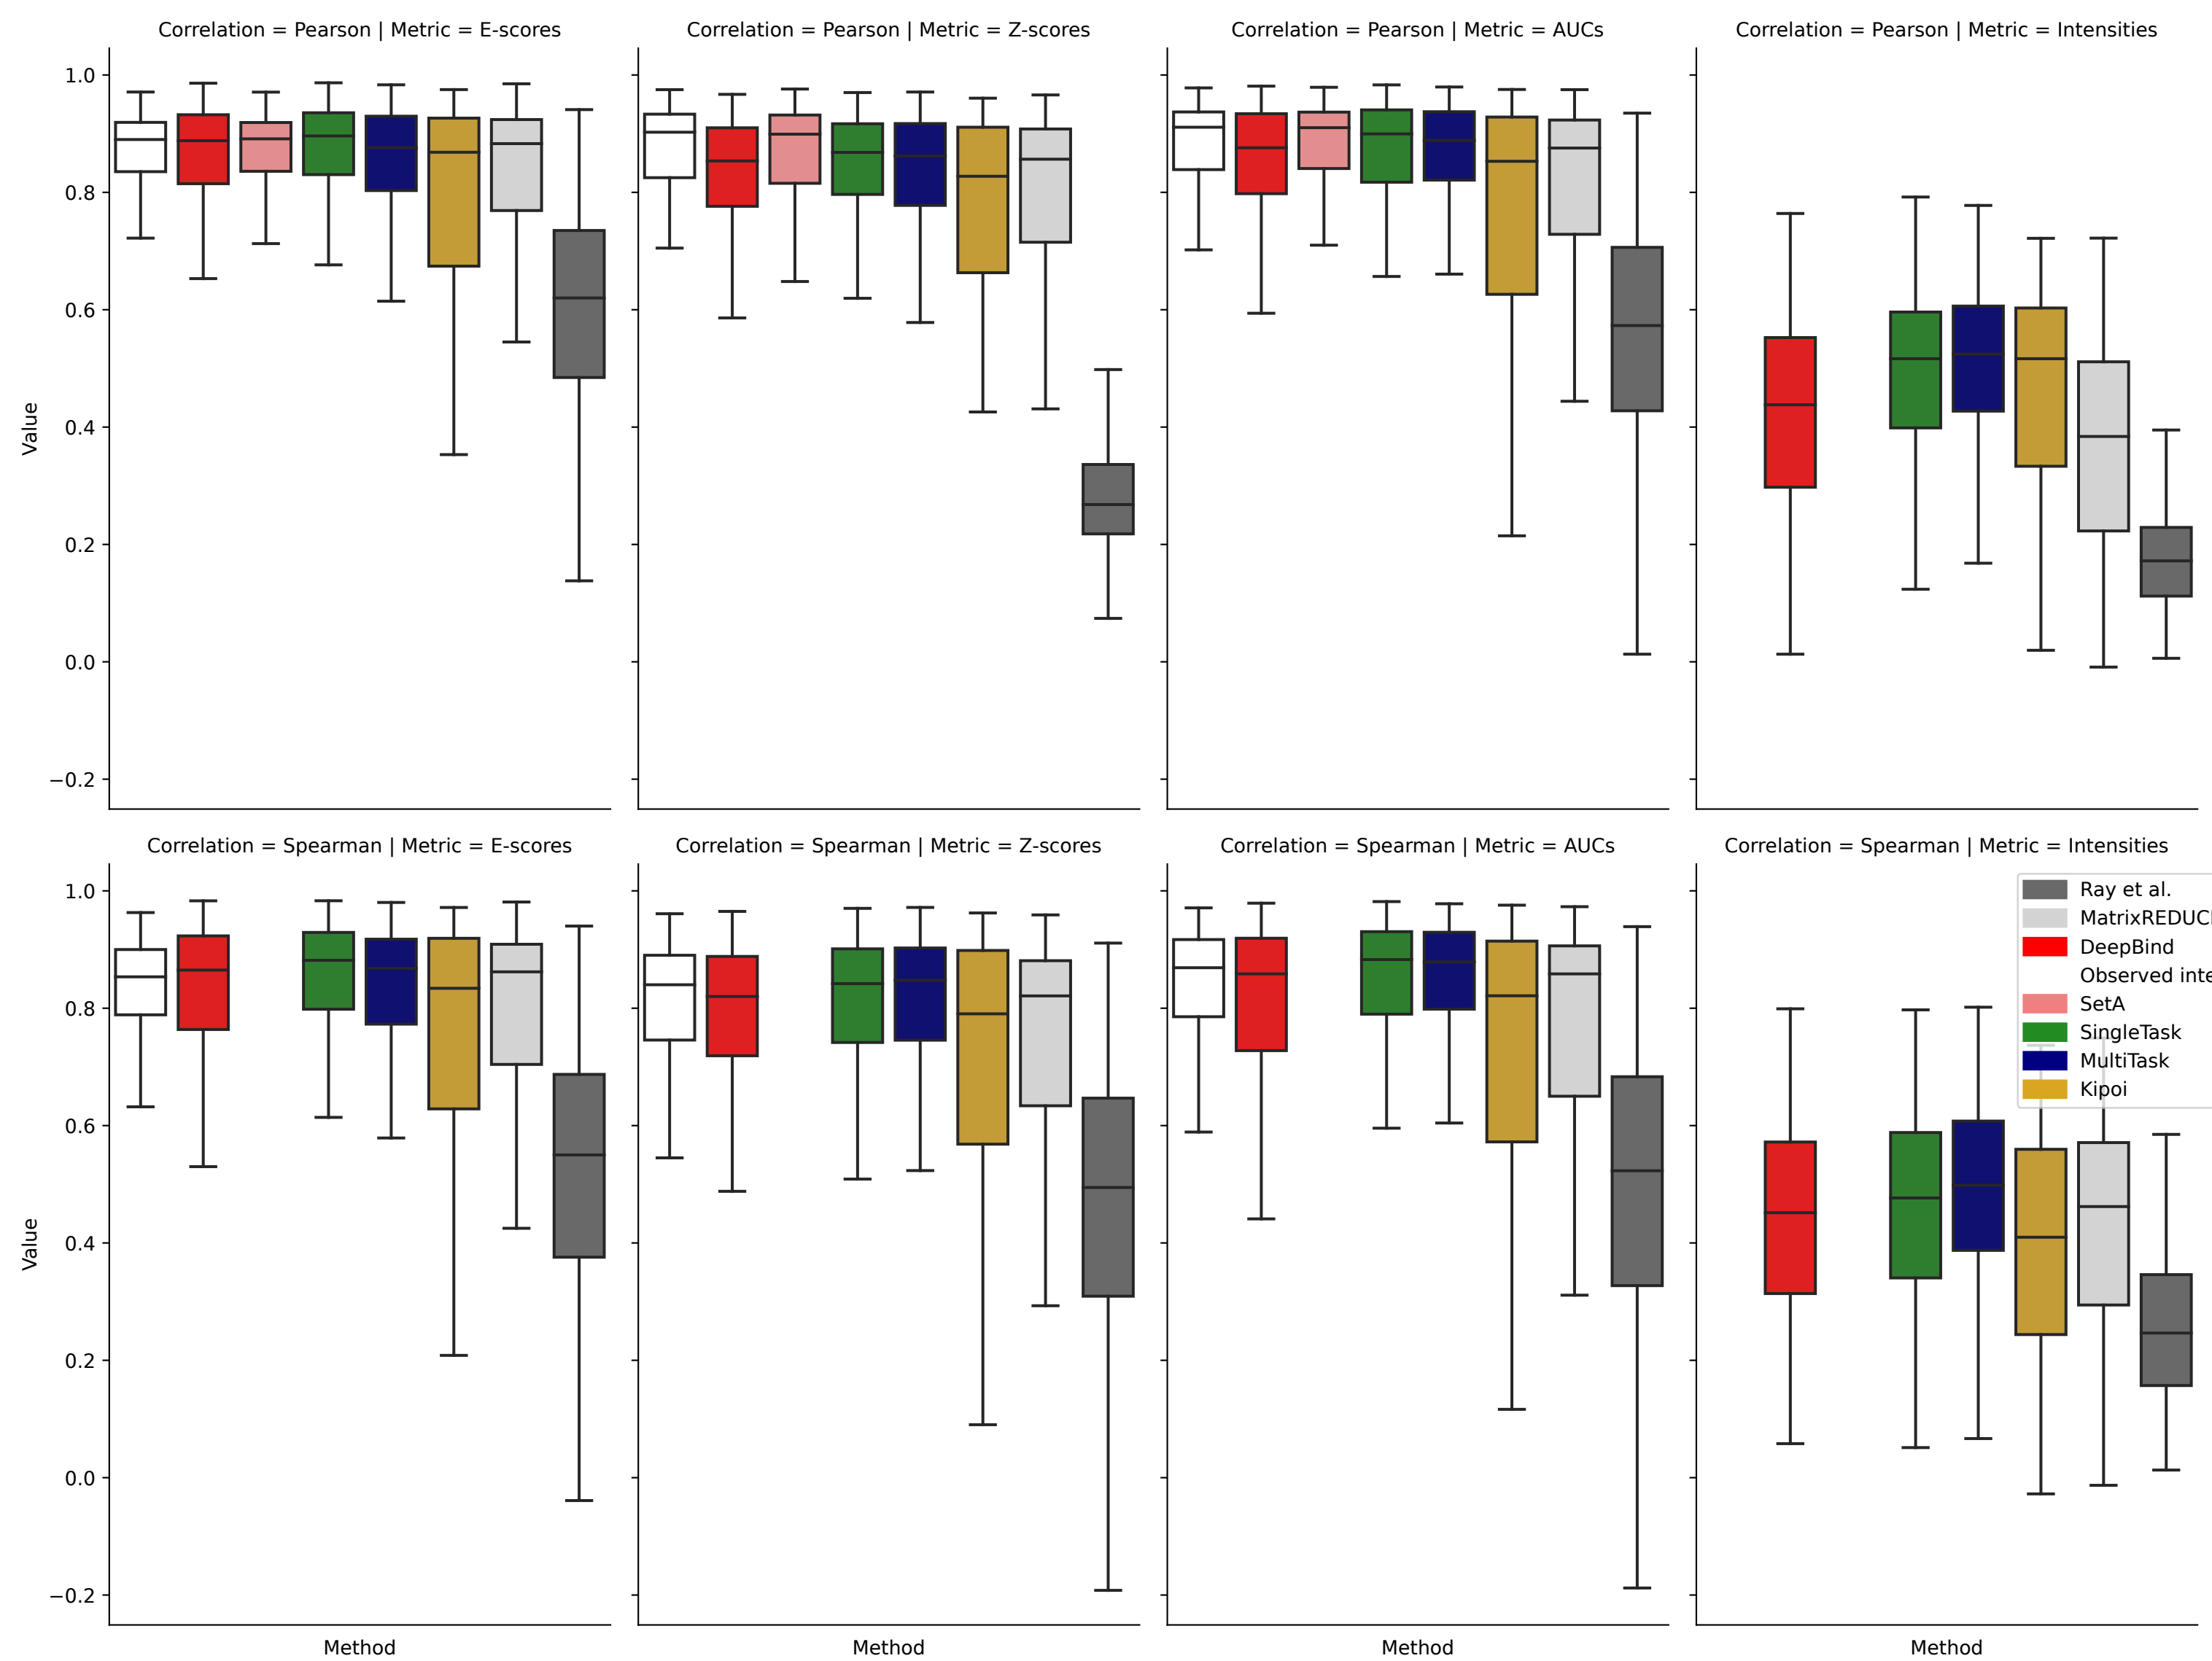 Correlation = Pearson | Metric = E-scores
Correlation = Pearson | Metric = Z-scores
Correlation = Pearson | Metric = AUCs
Correlation = Pearson | Metric = Intensities
1.0
0.8
0.6
0.4
0.2
0.0
−0.2
Value
Correlation = Spearman | Metric = E-scores
Correlation = Spearman | Metric = Z-scores
Correlation = Spearman | Metric = AUCs
Correlation = Spearman | Metric = Intensities
1.0
0.8
0.6
0.4
0.2
0.0
−0.2
Value
Ray et al.
DeepBind
Observed
SetA
SingleTask
MultiTask
Kipoi
Method
Method
Method
Method